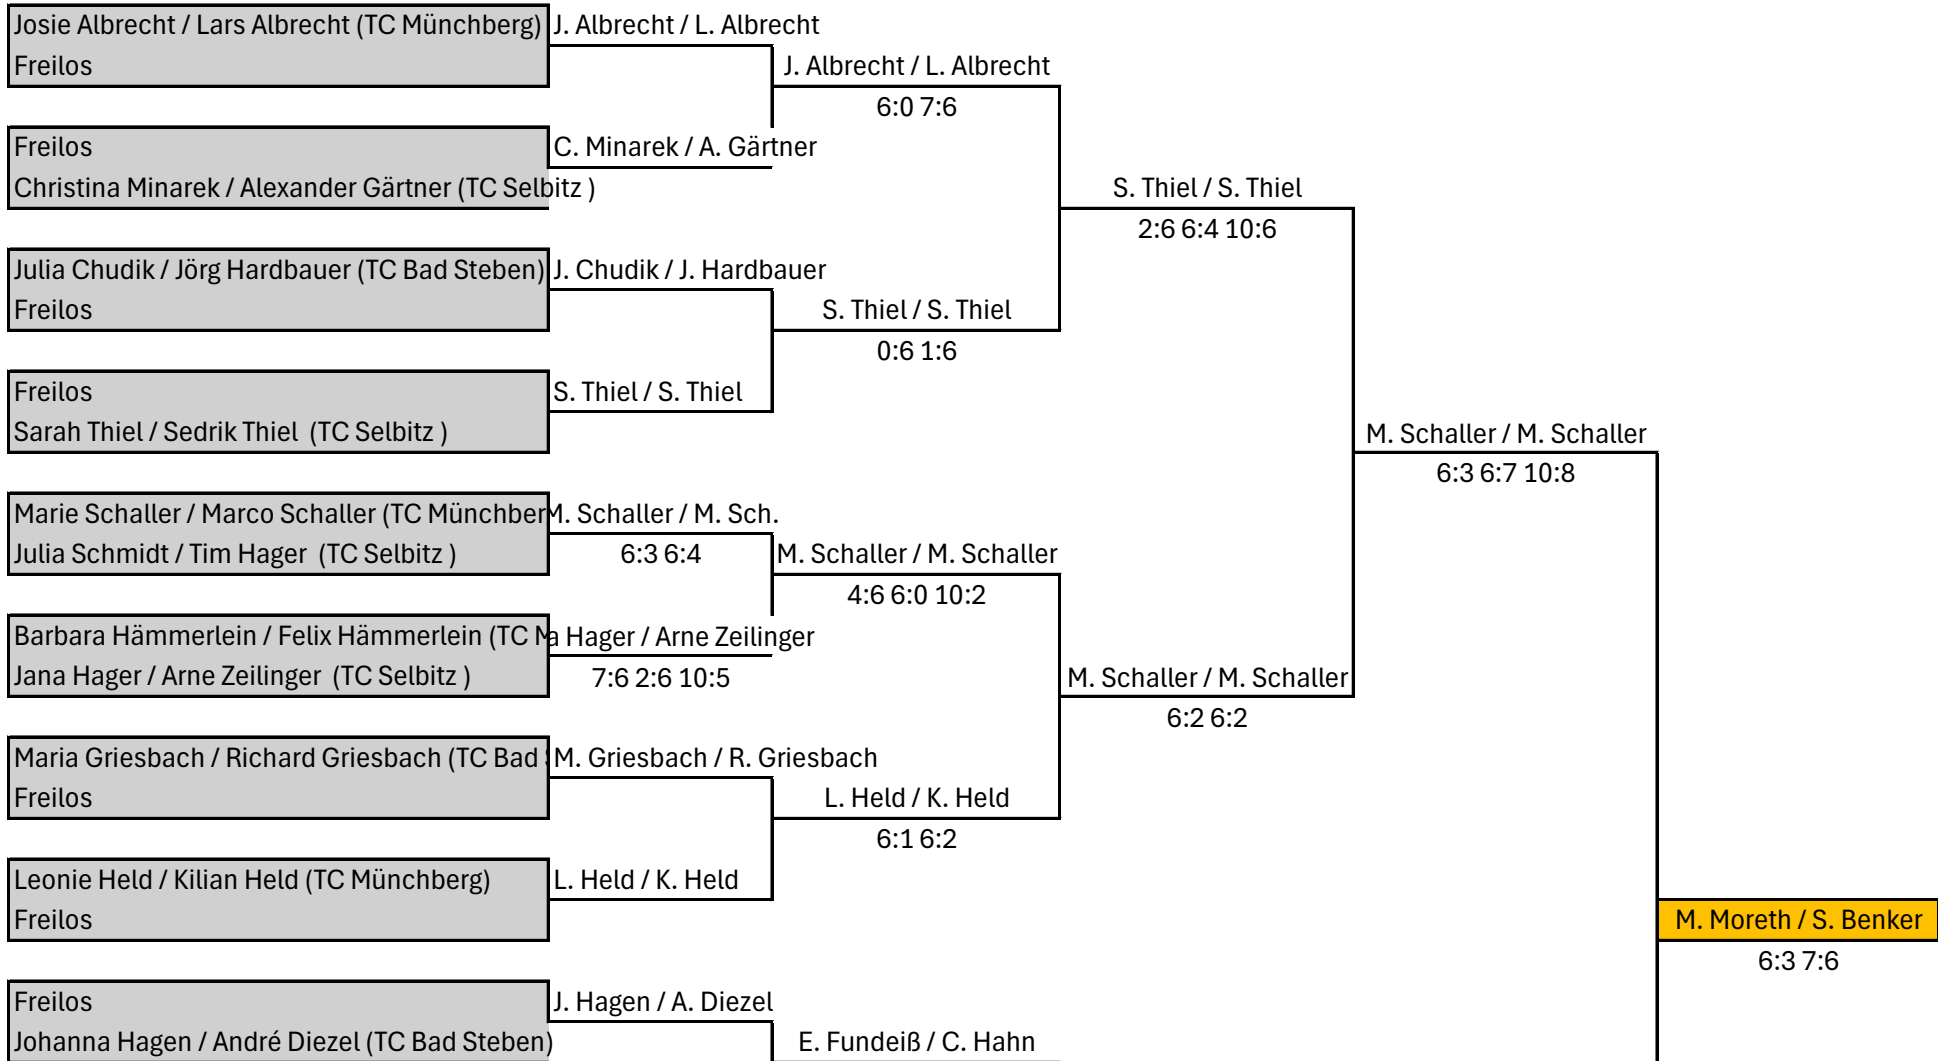 Josie Albrecht / Lars Albrecht (TC Münchberg)
Freilos
J. Albrecht / L. Albrecht
J. Albrecht / L. Albrecht
6:0 7:6
Freilos
Christina Minarek / Alexander Gärtner (TC Selbitz )
C. Minarek / A. Gärtner
S. Thiel / S. Thiel
2:6 6:4 10:6
Julia Chudik / Jörg Hardbauer (TC Bad Steben)
Freilos
J. Chudik / J. Hardbauer
S. Thiel / S. Thiel
0:6 1:6
Freilos
Sarah Thiel / Sedrik Thiel (TC Selbitz )
S. Thiel / S. Thiel
M. Schaller / M. Schaller
6:3 6:7 10:8
Marie Schaller / Marco Schaller (TC Münchber
Julia Schmidt / Tim Hager (TC Selbitz )
M. Schaller / M. Sch.
6:3 6:4
M. Schaller / M. Schaller
4:6 6:0 10:2
Barbara Hämmerlein / Felix Hämmerlein (TC M
Jana Hager / Arne Zeilinger (TC Selbitz )
a Hager / Arne Zeilinger
7:6 2:6 10:5
M. Schaller / M. Schaller
6:2 6:2
Maria Griesbach / Richard Griesbach (TC Bad
Freilos
M. Griesbach / R. Griesbach
L. Held / K. Held
6:1 6:2
Leonie Held / Kilian Held (TC Münchberg)
Freilos
L. Held / K. Held
M. Moreth / S. Benker
6:3 7:6
Freilos
Johanna Hagen / André Diezel (TC Bad Steben)
J. Hagen / A. Diezel
E. Fundeiß / C. Hahn